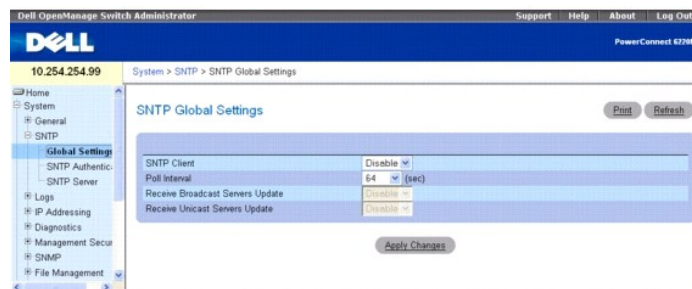 Dell OpenManage Switch Administrator
Support Help About Log Out
DELL
PowerConnect 6220
10.254.254.99
System > SNTP > SNTP Global Settings
Home
System
General
SNTP
Global Settings
SNTP Authentic
SNTP Server
Logs
IP Addressing
Diagnostics
Management Secur
SNMP
File Management
SNTP Global Settings
Print Refresh
SNTP Client Disable
Poll Interval 64 (sec)
Receive Broadcast Servers Update Disable
Receive Unicast Servers Update Disable
Apply Changes